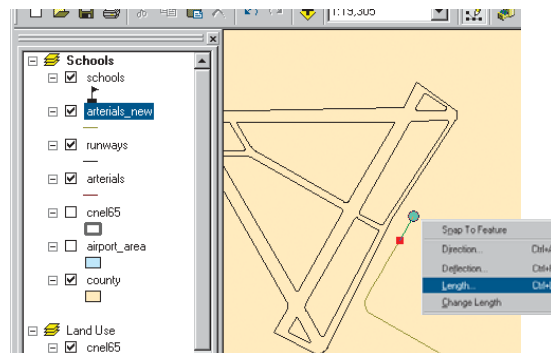 1:19,305
Schools
schools
arterials_new
runways
arterials
cnel65
airport_area
county
Land Use
cnel65
Snap To Feature
Direction...
Deflection...
Length...
Change Length